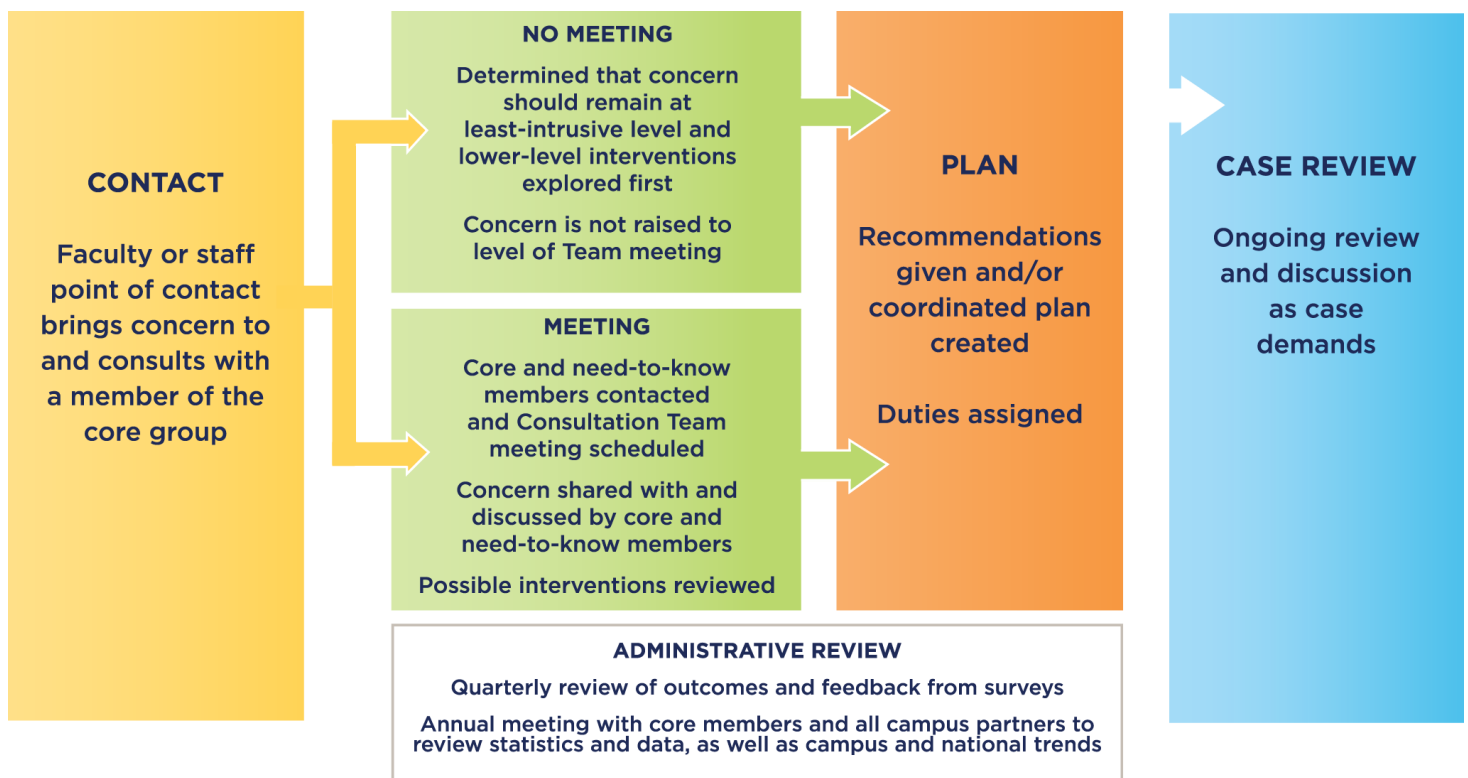 CONTACT
Faculty or staff
point of contact
brings concern to
and consults with
a member of the
core group
NO MEETING
Determined that concern
should remain at
least-intrusive level and
lower-level interventions
explored first
Concern is not raised to
level of Team meeting
MEETING
Core and need-to-know
members contacted
and Consultation Team
meeting scheduled
Concern shared with and
discussed by core and
need-to-know members
Possible interventions reviewed
PLAN
Recommendations
given and/or
coordinated plan
created
Duties assigned
CASE REVIEW
Ongoing review
and discussion
as case
demands
ADMINISTRATIVE REVIEW
Quarterly review of outcomes and feedback from surveys
Annual meeting with core members and all campus partners to
review statistics and data, as well as campus and national trends